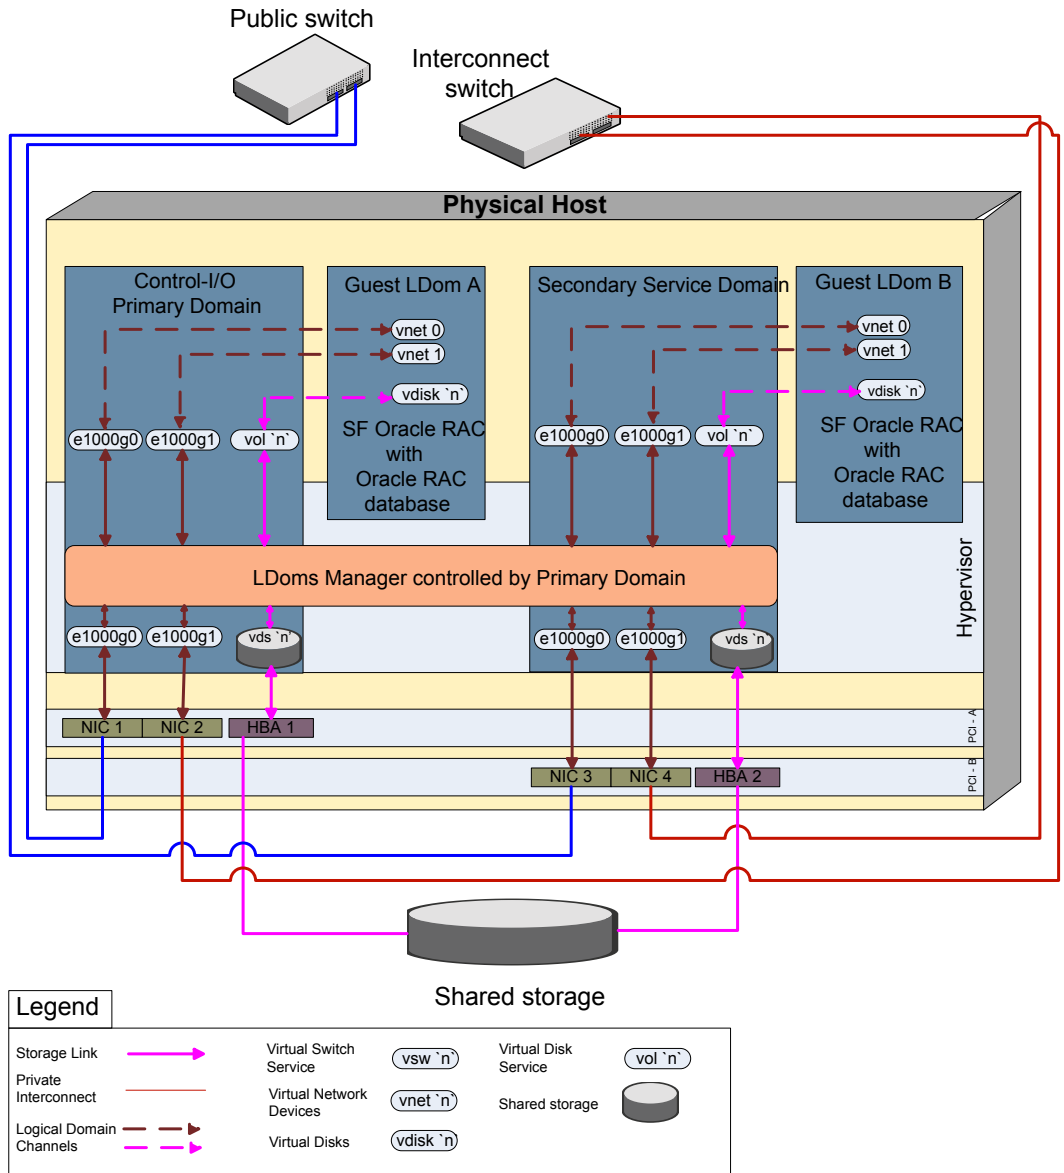 Public switch
Interconnect
switch
Physical Host
Control-I/O
Primary Domain
Guest LDom A
Secondary Service Domain
Guest LDom B
vnet 0
vnet 1
vdisk `n`
vnet 0
vnet 1
vdisk `n`
e1000g0
e1000g1
vol `n`
SF Oracle RAC
with
Oracle RAC
database
e1000g0
e1000g1
vol `n`
SF Oracle RAC
with
Oracle RAC
database
LDoms Manager controlled by Primary Domain
Hypervisor
e1000g0
e1000g1
vds `n`
e1000g0
e1000g1
vds `n`
NIC 1
NIC 2
HBA 1
PCI - A
NIC 3
NIC 4
HBA 2
PCI - B
Shared storage
Legend
Storage Link
Private
Interconnect
Logical Domain
Channels
Virtual Switch
Service
vsw `n`
Virtual Network
Devices
vnet `n`
Virtual Disks
vdisk `n
Virtual Disk
Service
vol `n`
Shared storage